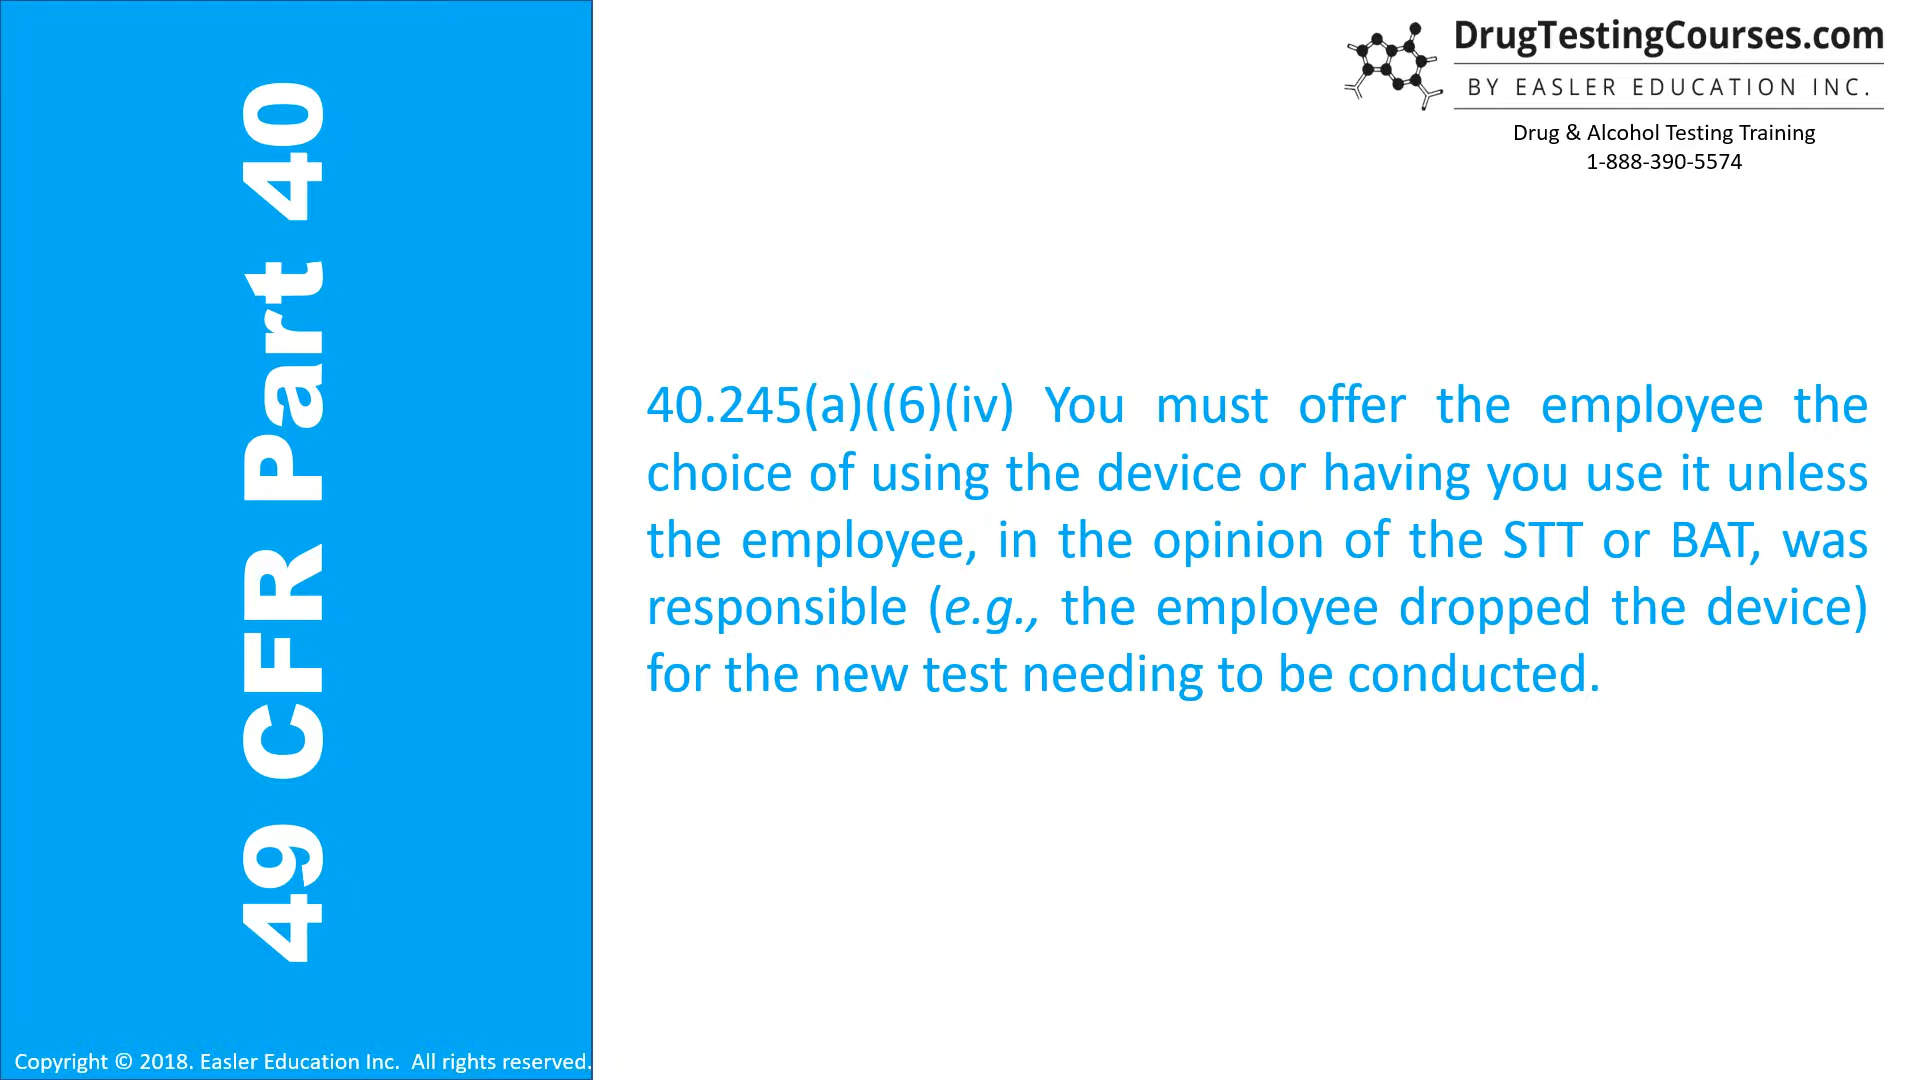 49 CFR Part 40
DrugTestingCourses.com
BY EASLER EDUCATION INC.
Drug & Alcohol Testing Training
1-888-390-5574
40.245(a)((6)(iv) You must offer the employee the
choice of using the device or having you use it unless
the employee, in the opinion of the STT or BAT, was
responsible (e.g., the employee dropped the device)
for the new test needing to be conducted.
Copyright © 2018. Easler Education Inc. All rights reserved.